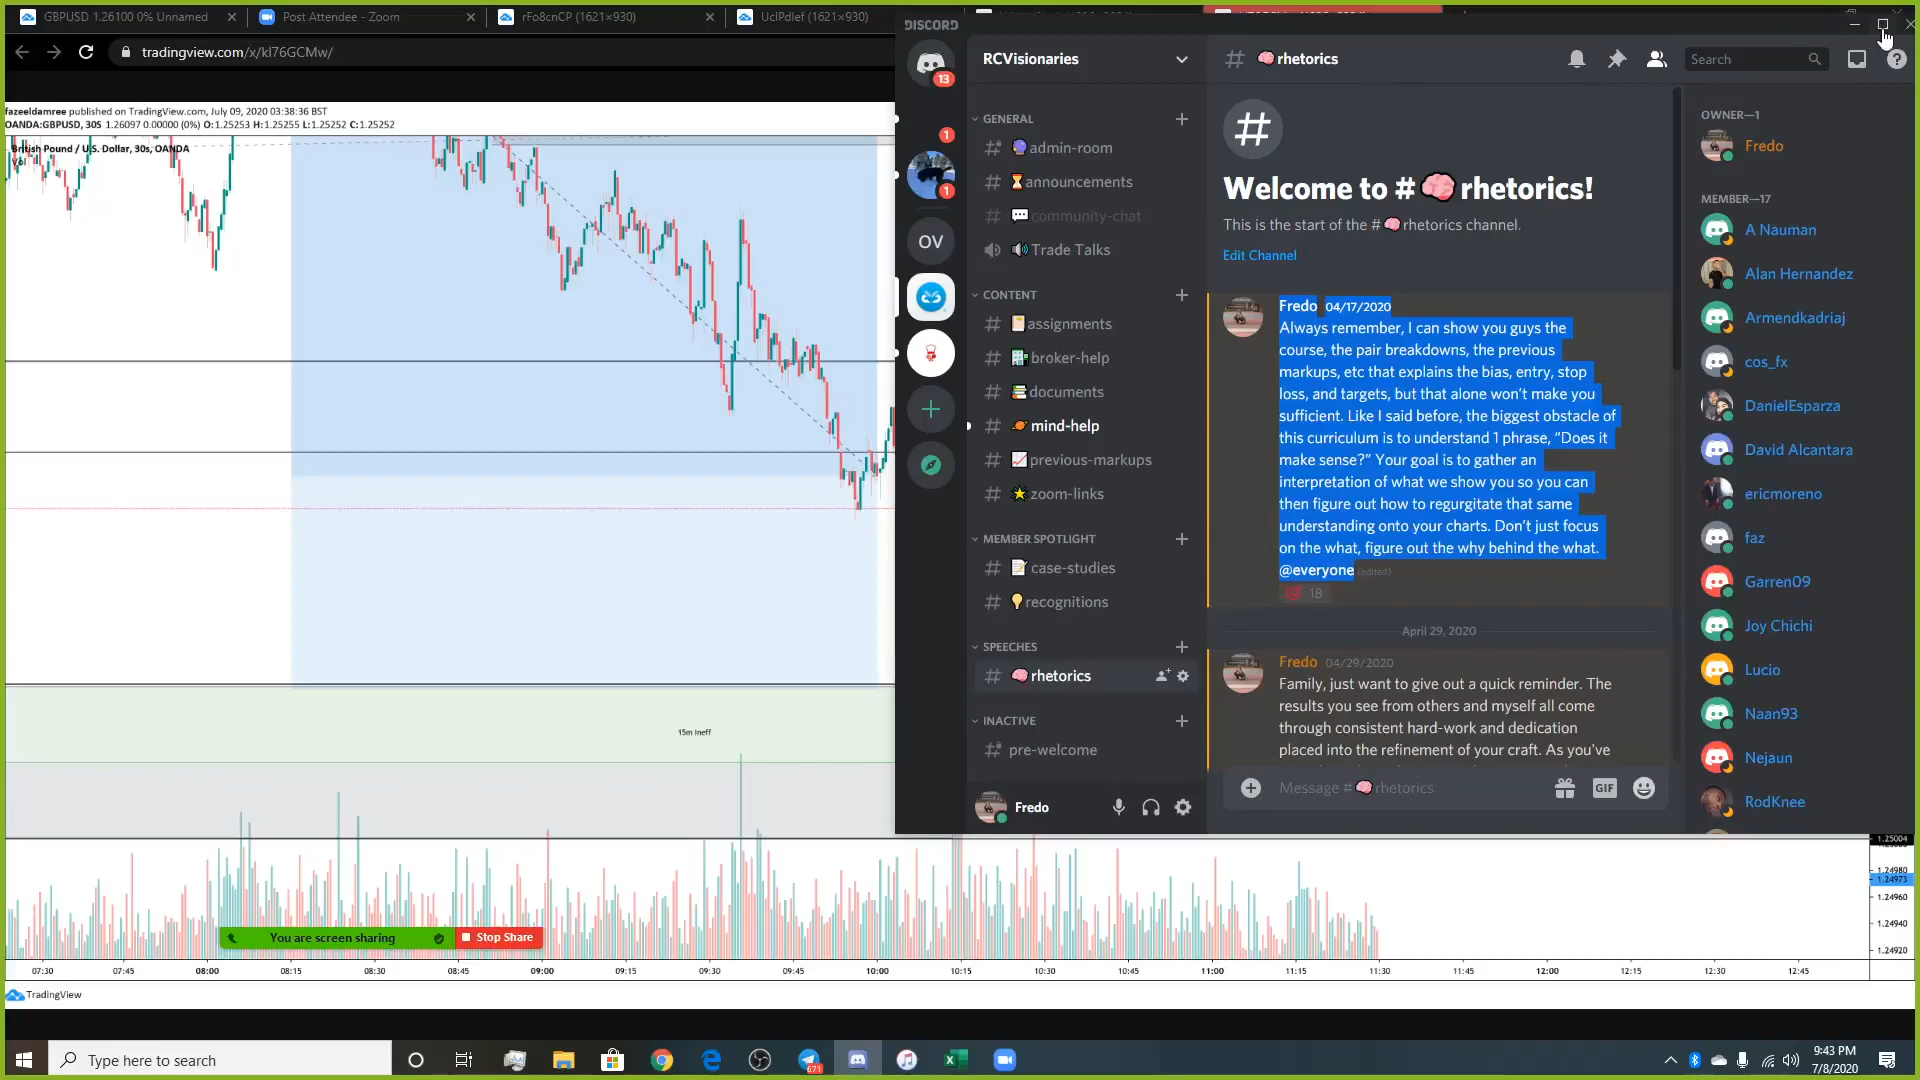 GBPUSD 1.26100 0% Unnamed
Post Attendee - Zoom
rFo8cnCP (1621×930)
UclPdlef (1621×930)
tradingview.com/x/kl76GCMw/
fazeeldamree published on TradingView.com, July 09, 2020 03:38:36 BST
OANDA:GBPUSD, 30S 1.26097 0.00000 (0%) O:1.25253 H:1.25255 L:1.25252 C:1.25252
British Pound / U.S. Dollar, 30s, OANDA
Vol
15m Ineff
DISCORD
13
1
1
OV
RCVisionaries
GENERAL
admin-room
announcements
community-chat
Trade Talks
CONTENT
assignments
broker-help
documents
mind-help
previous-markups
zoom-links
MEMBER SPOTLIGHT
case-studies
recognitions
SPEECHES
rhetorics
INACTIVE
pre-welcome
Fredo
# rhetorics
Search
Welcome to # rhetorics!
This is the start of the # rhetorics channel.
Edit Channel
Fredo 04/17/2020
Always remember, I can show you guys the
course, the pair breakdowns, the previous
markups, etc that explains the bias, entry, stop
loss, and targets, but that alone won't make you
sufficient. Like I said before, the biggest obstacle of
this curriculum is to understand 1 phrase, “Does it
make sense?” Your goal is to gather an
interpretation of what we show you so you can
then figure out how to regurgitate that same
understanding onto your charts. Don't just focus
on the what, figure out the why behind the what.
@everyone (edited)
18
April 29, 2020
Fredo 04/29/2020
Family, just want to give out a quick reminder. The
results you see from others and myself all come
through consistent hard-work and dedication
placed into the refinement of your craft. As you've
Message # rhetorics
GIF
OWNER—1
Fredo
MEMBER—17
A Nauman
Alan Hernandez
Armendkadriaj
cos_fx
DanielEsparza
David Alcantara
ericmoreno
faz
Garren09
Joy Chichi
Lucio
Naan93
Nejaun
RodKnee
1.25004
1.24980
1.24973
1.24960
1.24940
1.24920
You are screen sharing
Stop Share
07:30 07:45 08:00 08:15 08:30 08:45 09:00 09:15 09:30 09:45 10:00 10:15 10:30 10:45 11:00 11:15 11:30 11:45 12:00 12:15 12:30 12:45
TradingView
Type here to search
671
9:43 PM
7/8/2020